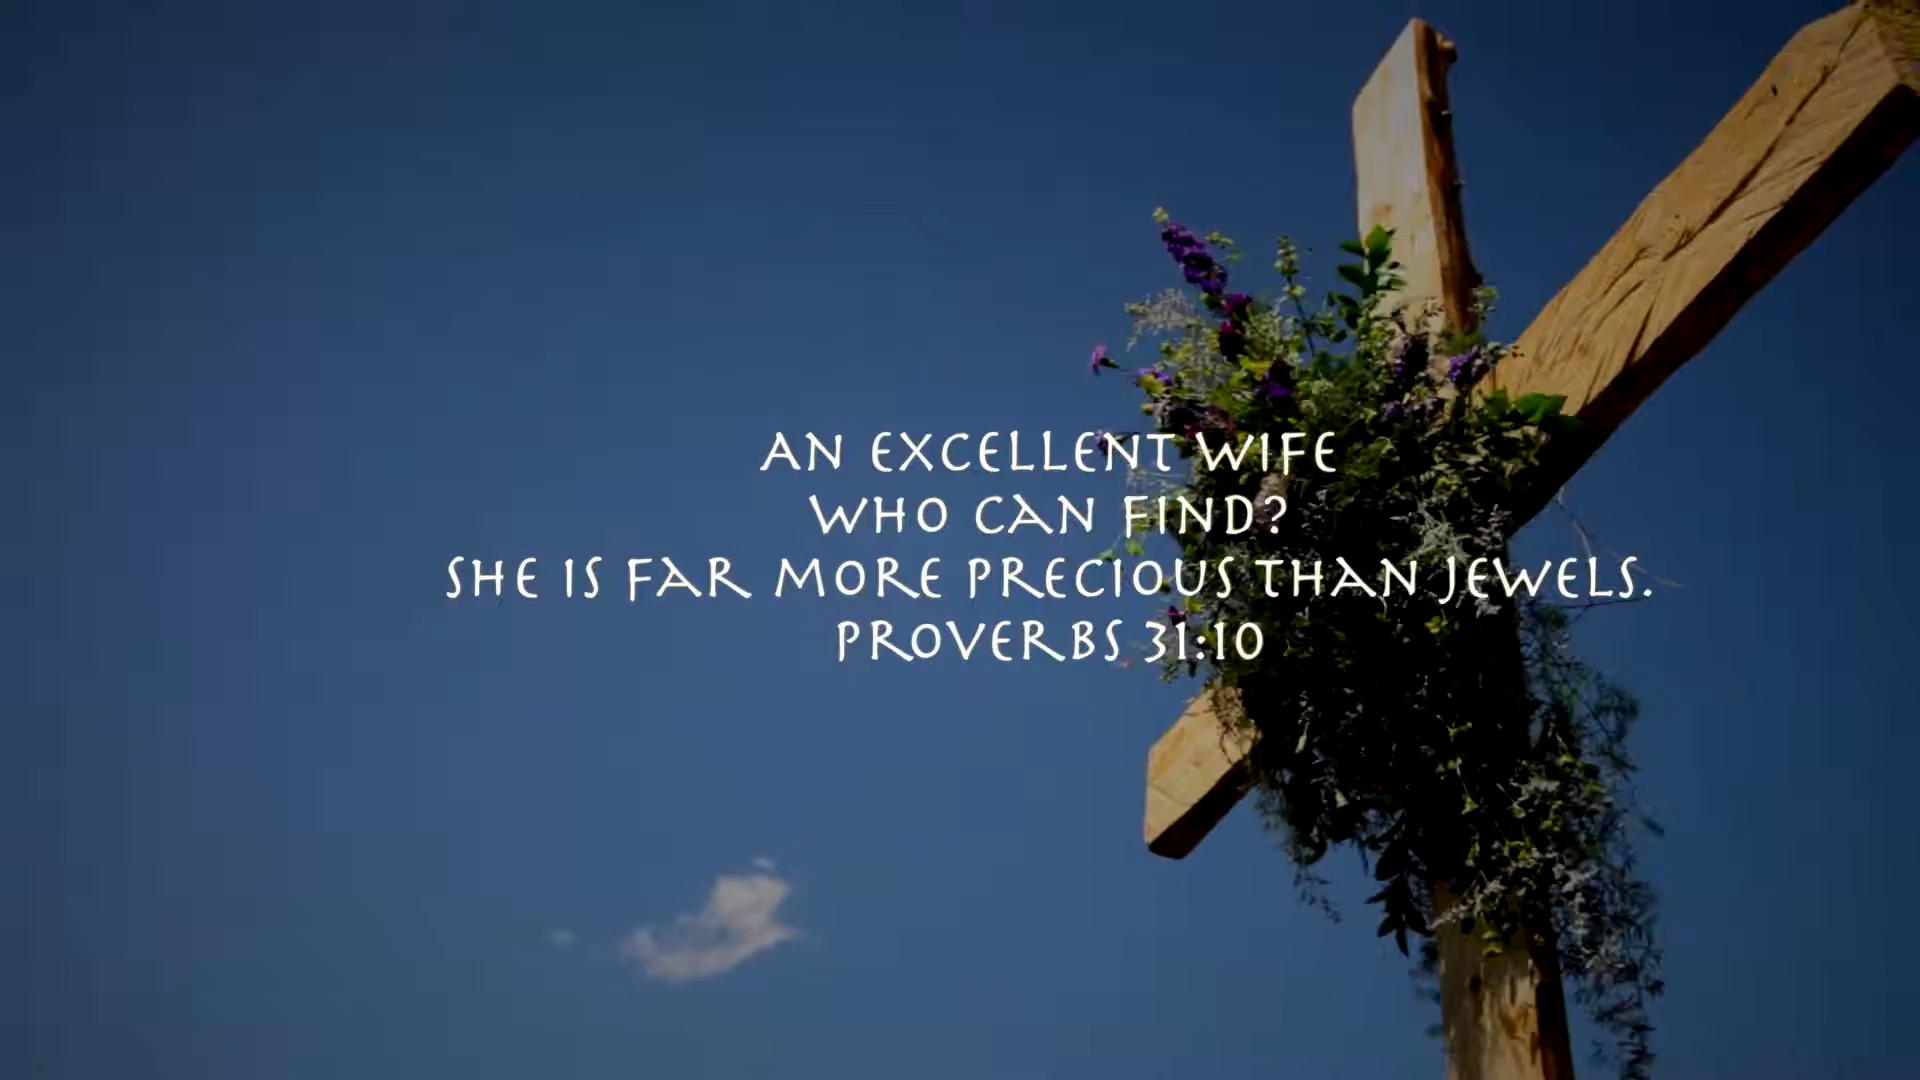 AN EXCELLENT WIFE
WHO CAN FIND?
SHE IS FAR MORE PRECIOUS THAN JEWELS.
PROVERBS 31:10